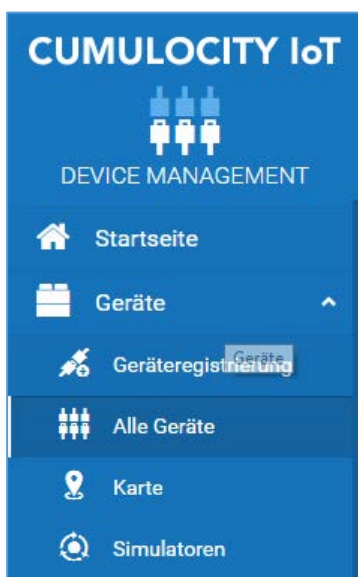 CUMULOCITY IoT
DEVICE MANAGEMENT
Startseite
Geräte
Geräteregistrierung
Geräte
Alle Geräte
Karte
Simulatoren